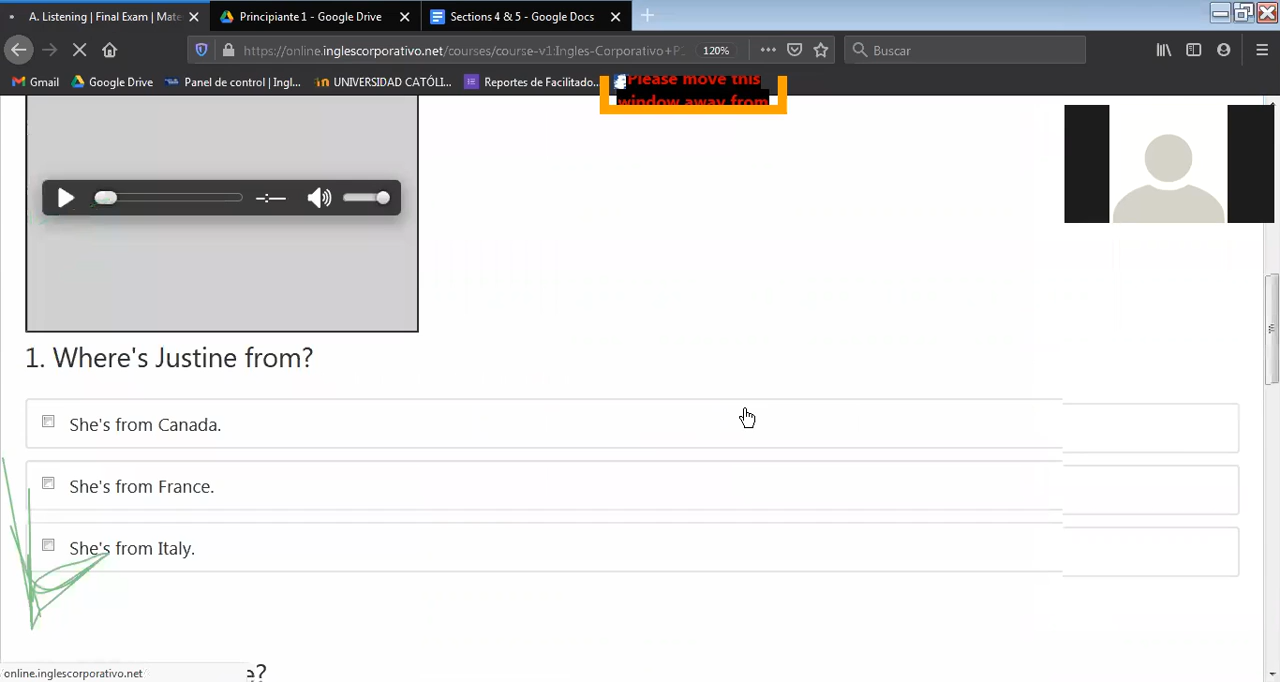 A. Listening | Final Exam | Mate
Principiante 1 - Google Drive
Sections 4 & 5 - Google Docs
https://online.inglescorporativo.net/courses/course-v1:Ingles-Corporativo+P
120%
Buscar
Gmail
Google Drive
Panel de control | Ingl...
UNIVERSIDAD CATÓLI...
Reportes de Facilitado...
Please move this
window away from
1. Where's Justine from?
She's from Canada.
She's from France.
She's from Italy.
online.inglescorporativo.net
e?